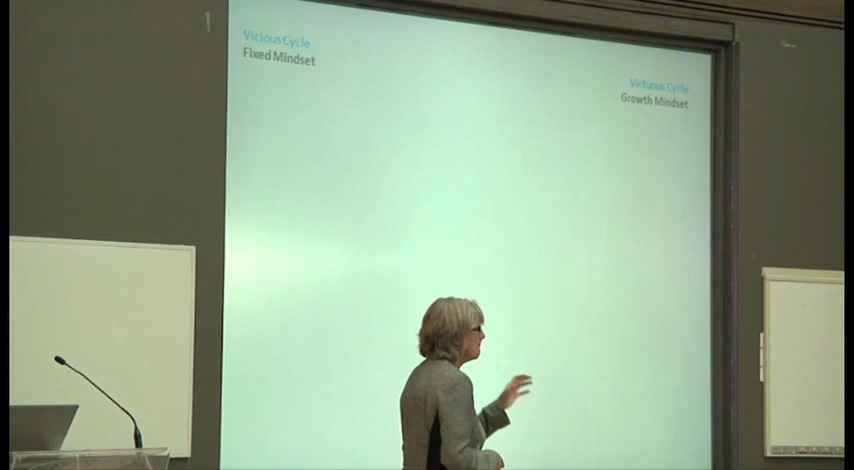 Vicious Cycle
Fixed Mindset
Virtuous Cycle
Growth Mindset